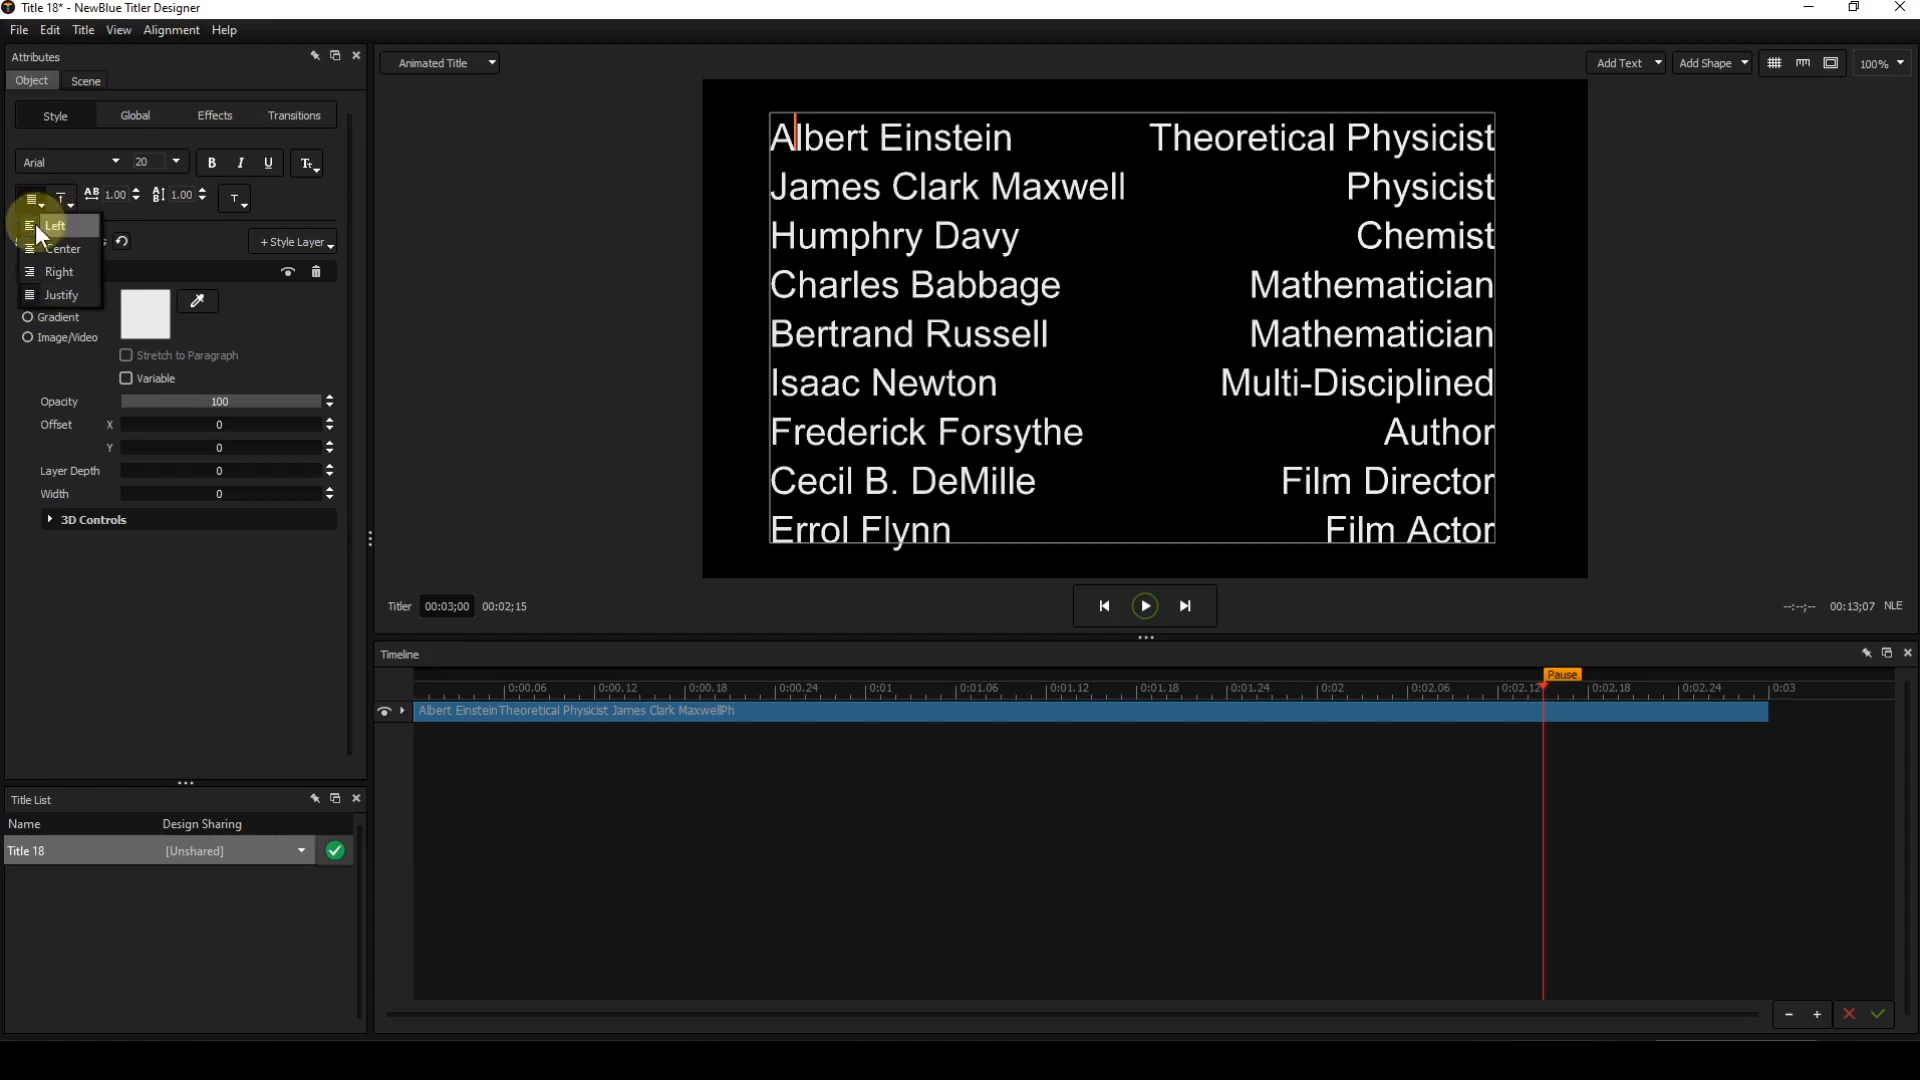 Title 18* - NewBlue Titler Designer
File Edit Title View Alignment Help
Attributes
Object Scene
Style Global Effects Transitions
Arial 20 B I U Tт
AB 1.00 AB 1.00 T
Left
Center
Right
Justify
+ Style Layer
Gradient
Image/Video
Stretch to Paragraph
Variable
Opacity 100
Offset X 0
Y 0
Layer Depth 0
Width 0
3D Controls
Title List
Name Design Sharing
Title 18 [Unshared]
Animated Title
Add Text Add Shape 100%
Albert Einstein Theoretical Physicist
James Clark Maxwell Physicist
Humphry Davy Chemist
Charles Babbage Mathematician
Bertrand Russell Mathematician
Isaac Newton Multi-Disciplined
Frederick Forsythe Author
Cecil B. DeMille Film Director
Errol Flynn Film Actor
Titler 00:03;00 00:02;15
--:--;-- 00:13;07 NLE
Timeline
Pause
0:00.06 0:00.12 0:00.18 0:00.24 0:01 0:01.06 0:01.12 0:01.18 0:01.24 0:02 0:02.06 0:02.12 0:02.18 0:02.24 0:03
Albert EinsteinTheoretical Physicist James Clark MaxwellPh